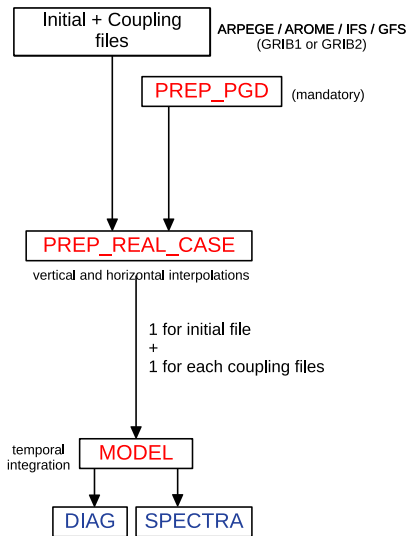 Initial + Coupling
files
ARPEGE / AROME / IFS / GFS
(GRIB1 or GRIB2)
PREP_PGD
(mandatory)
PREP_REAL_CASE
vertical and horizontal interpolations
1 for initial file
+
1 for each coupling files
temporal
integration
MODEL
DIAG
SPECTRA